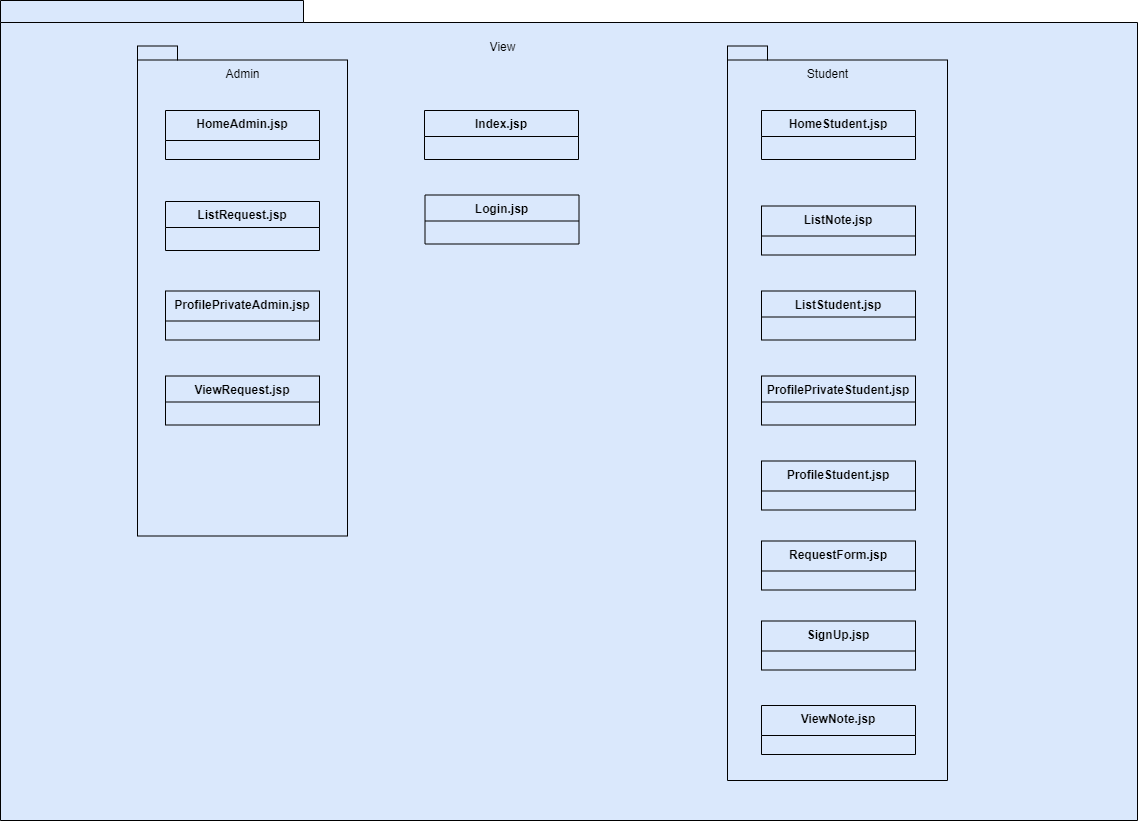 View
Admin
HomeAdmin.jsp
ListRequest.jsp
ProfilePrivateAdmin.jsp
ViewRequest.jsp
Index.jsp
Login.jsp
Student
HomeStudent.jsp
ListNote.jsp
ListStudent.jsp
ProfilePrivateStudent.jsp
ProfileStudent.jsp
RequestForm.jsp
SignUp.jsp
ViewNote.jsp